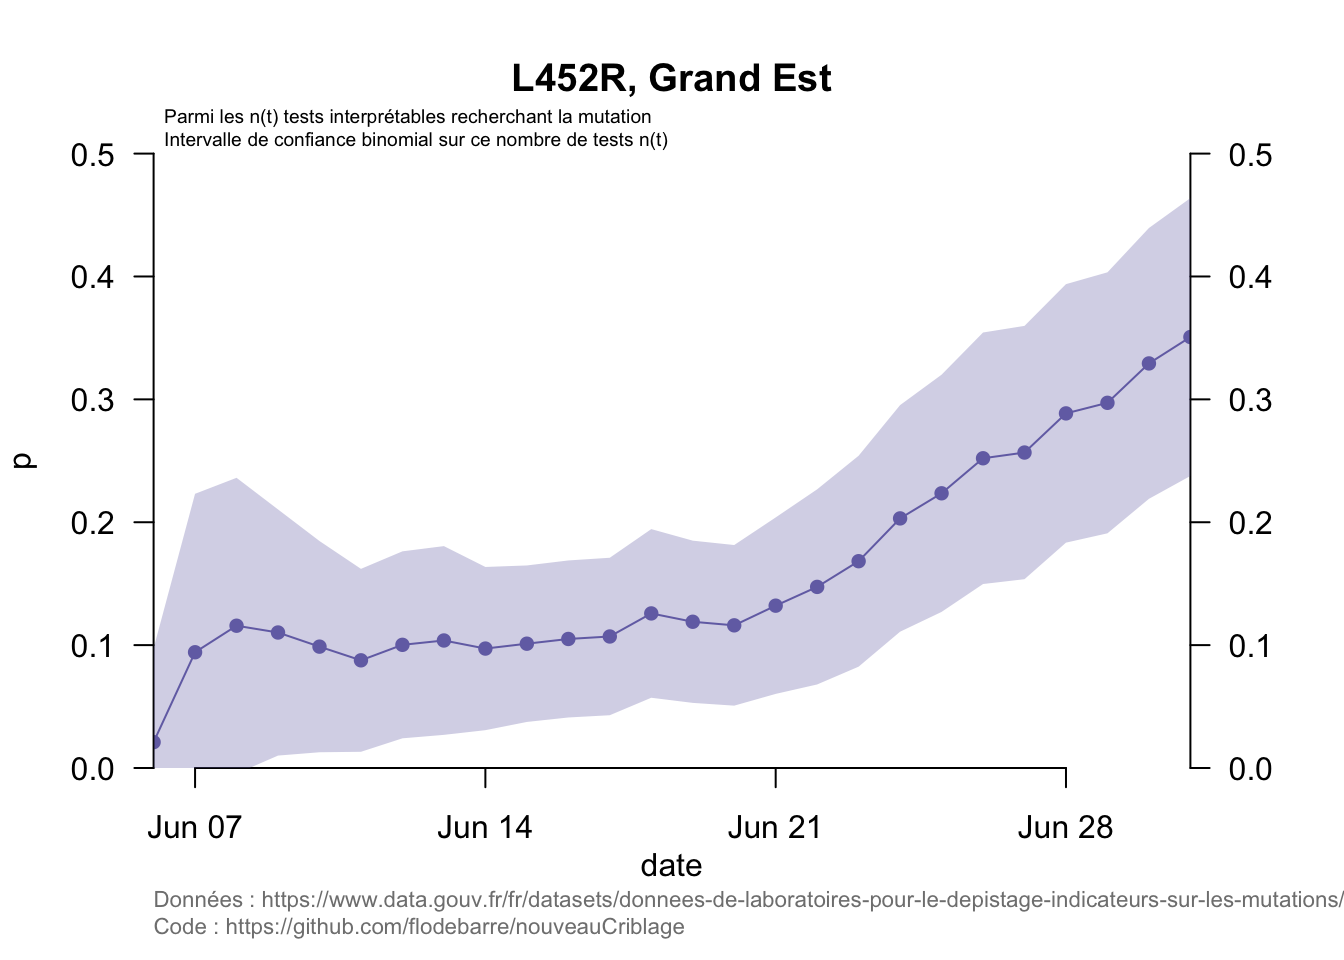 L452R, Grand Est
Parmi les n(t) tests interprétables recherchant la mutation
Intervalle de confiance binomial sur ce nombre de tests n(t)
0.5 0.5
0.4 0.4
0.3 0.3
p
0.2 0.2
0.1 0.1
0.0 0.0
Jun 07 Jun 14 Jun 21 Jun 28
date
Données : https://www.data.gouv.fr/fr/datasets/donnees-de-laboratoires-pour-le-depistage-indicateurs-sur-les-mutations/
Code : https://github.com/flodebarre/nouveauCriblage